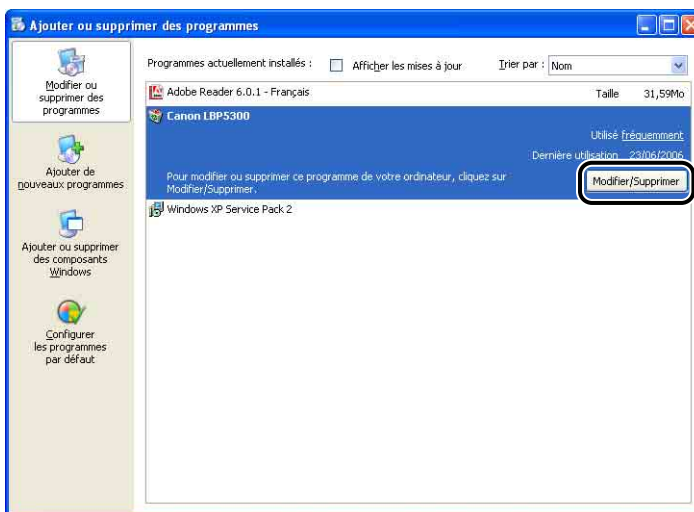 Ajouter ou supprimer des programmes
Modifier ou
supprimer des
programmes
Ajouter de
nouveaux programmes
Ajouter ou supprimer
des composants
Windows
Configurer
les programmes
par défaut
Programmes actuellement installés :
Afficher les mises à jour
Trier par : Nom
Adobe Reader 6.0.1 - Français
Taille 31,59Mo
Canon LBP5300
Utilisé fréquemment
Dernière utilisation 23/06/2006
Pour modifier ou supprimer ce programme de votre ordinateur, cliquez sur
Modifier/Supprimer.
Modifier/Supprimer
Windows XP Service Pack 2